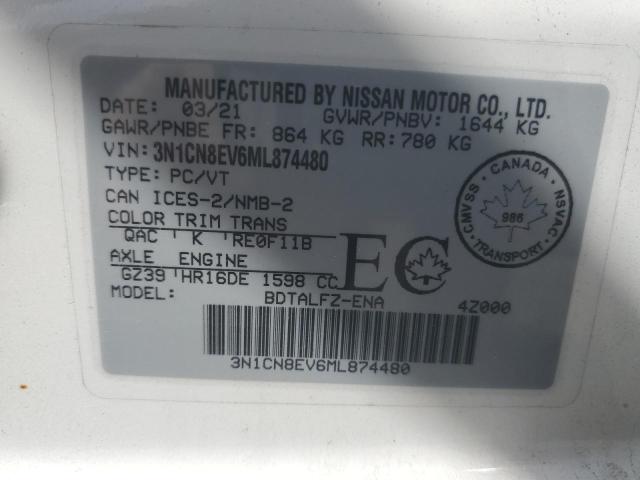 MANUFACTURED BY NISSAN MOTOR CO., LTD.
DATE: 03/21 GVWR/PNBV: 1644 KG
GAWR/PNBE FR: 864 KG RR: 780 KG
VIN: 3N1CN8EV6ML874480
TYPE: PC/VT
CAN ICES-2/NMB-2
COLOR TRIM TRANS
QAC K RE0F11B
AXLE ENGINE
GZ39 HR16DE 1598 CC
MODEL: BDTALFZ-ENA
4Z000
EC
CANADA
CMVSS NSVAC
986
TRANSPORT
3N1CN8EV6ML874480